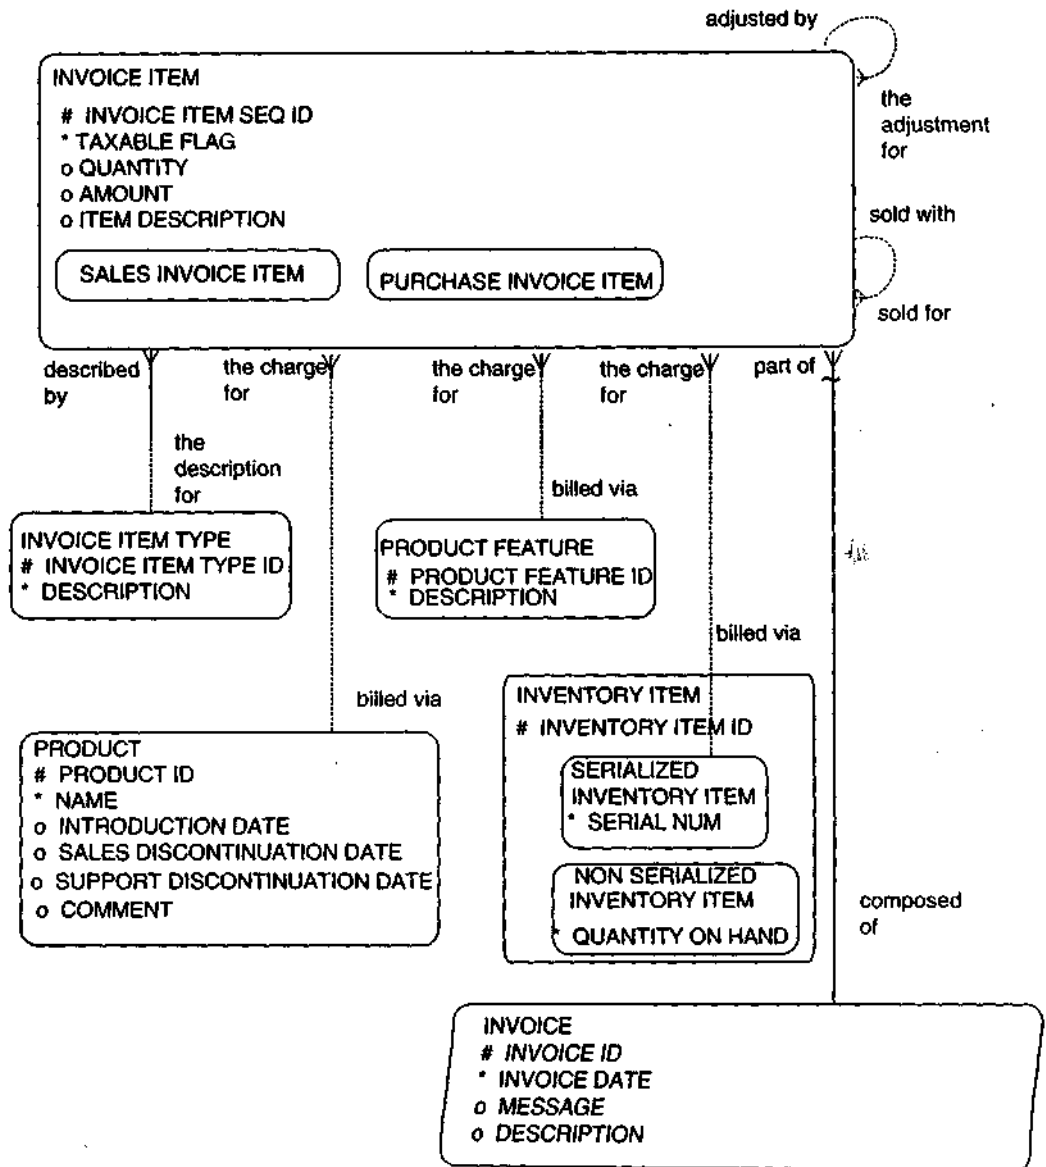 adjusted by
INVOICE ITEM
# INVOICE ITEM SEQ ID
* TAXABLE FLAG
o QUANTITY
o AMOUNT
o ITEM DESCRIPTION
the
adjustment
for
sold with
SALES INVOICE ITEM
PURCHASE INVOICE ITEM
sold for
described
by
the charge
for
the charge
for
the charge
for
part of
the
description
for
billed via
INVOICE ITEM TYPE
# INVOICE ITEM TYPE ID
* DESCRIPTION
PRODUCT FEATURE
# PRODUCT FEATURE ID
* DESCRIPTION
billed via
billed via
INVENTORY ITEM
# INVENTORY ITEM ID
SERIALIZED
INVENTORY ITEM
* SERIAL NUM
NON SERIALIZED
INVENTORY ITEM
* QUANTITY ON HAND
PRODUCT
# PRODUCT ID
* NAME
o INTRODUCTION DATE
o SALES DISCONTINUATION DATE
o SUPPORT DISCONTINUATION DATE
o COMMENT
composed
of
INVOICE
# INVOICE ID
* INVOICE DATE
o MESSAGE
o DESCRIPTION